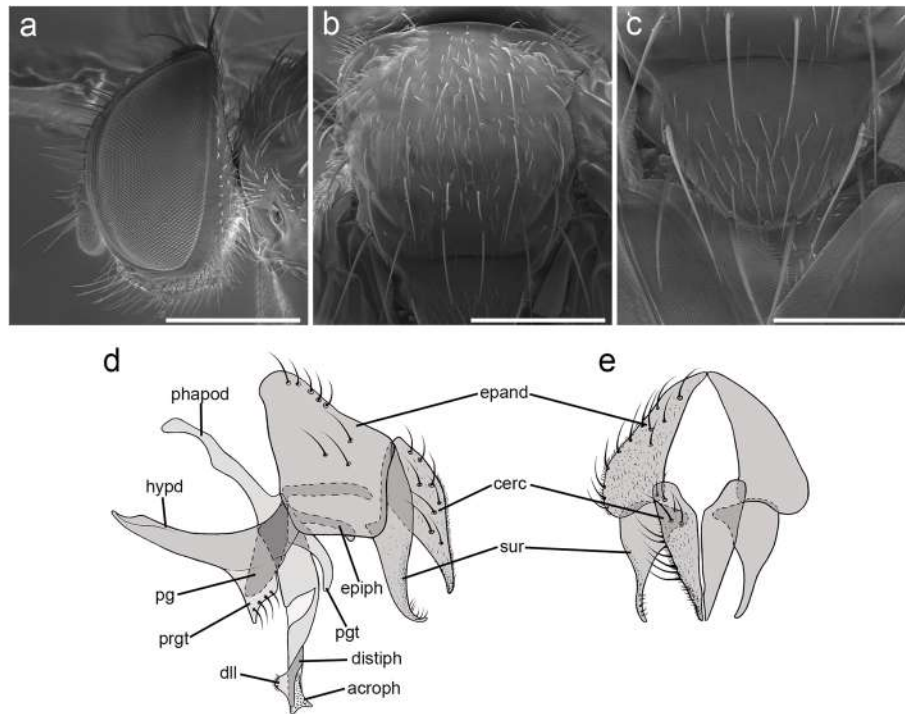 a
b
c
d
e
phapod
epand
hypd
cerc
sur
epiph
pg
prgt
pgt
distiph
dll
acroph